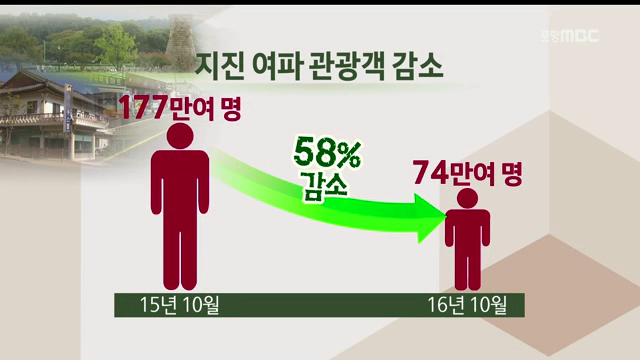 포항MBC
지진 여파 관광객 감소
177만여 명
58%
감소
74만여 명
15년 10월
16년 10월